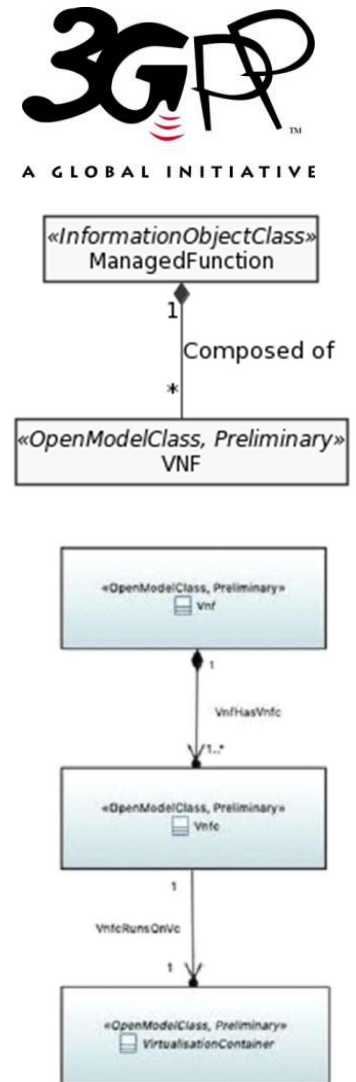 3GPP
TM
A GLOBAL INITIATIVE
«InformationObjectClass»
ManagedFunction
1
Composed of
*
«OpenModelClass, Preliminary»
VNF
«OpenModelClass, Preliminary»
Vnf
1
VnfHasVnfc
1..*
«OpenModelClass, Preliminary»
Vnfc
1
VnfcRunsOnVc
1
«OpenModelClass, Preliminary»
VirtualisationContainer